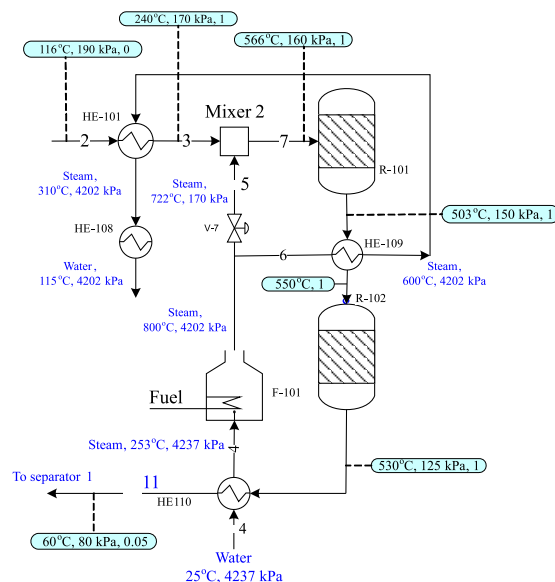 240°C, 170 kPa, 1
116°C, 190 kPa, 0
566°C, 160 kPa, 1
HE-101
Mixer 2
2
3
7
R-101
Steam,
310°C, 4202 kPa
Steam,
722°C, 170 kPa
5
503°C, 150 kPa, 1
HE-108
V-7
HE-109
6
Water,
115°C, 4202 kPa
Steam,
600°C, 4202 kPa
550°C, 1
R-102
Steam,
800°C, 4202 kPa
F-101
Fuel
4
Steam, 253°C, 4237 kPa
530°C, 125 kPa, 1
To separator 1
11
HE110
4
60°C, 80 kPa, 0.05
Water
25°C, 4237 kPa